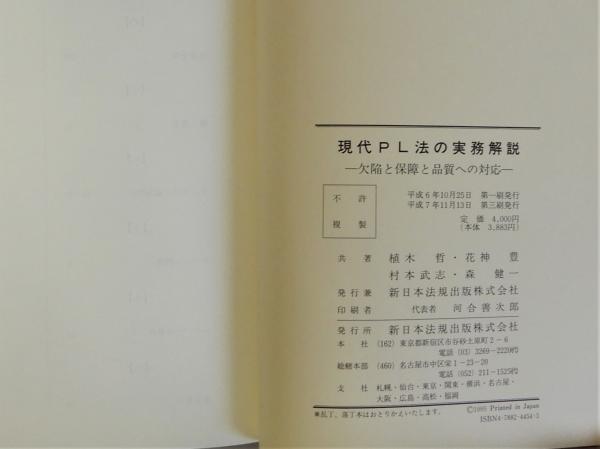 現代PL法の実務解説
―欠陥と保障と品質への対応―
不許
複製
平成6年10月25日 第一刷発行
平成7年11月13日 第三刷発行
定価 4,000円
(本体 3,883円)
共著 植木 哲・花神 豊
村本武志・森 健一
発行兼 新日本法規出版株式会社
印刷者 代表者 河合善次郎
発行所 新日本法規出版株式会社
本社 (162) 東京都新宿区市谷砂土原町2-6
電話 (03) 3269-2220㈹
総轄本部 (460) 名古屋市中区栄1-23-20
電話 (052) 211-1525㈹
支社 札幌・仙台・東京・関東・横浜・名古屋・
大阪・広島・高松・福岡
※乱丁、落丁本はおとりかえいたします。
©1995 Printed in Japan
ISBN4-7882-4454-3